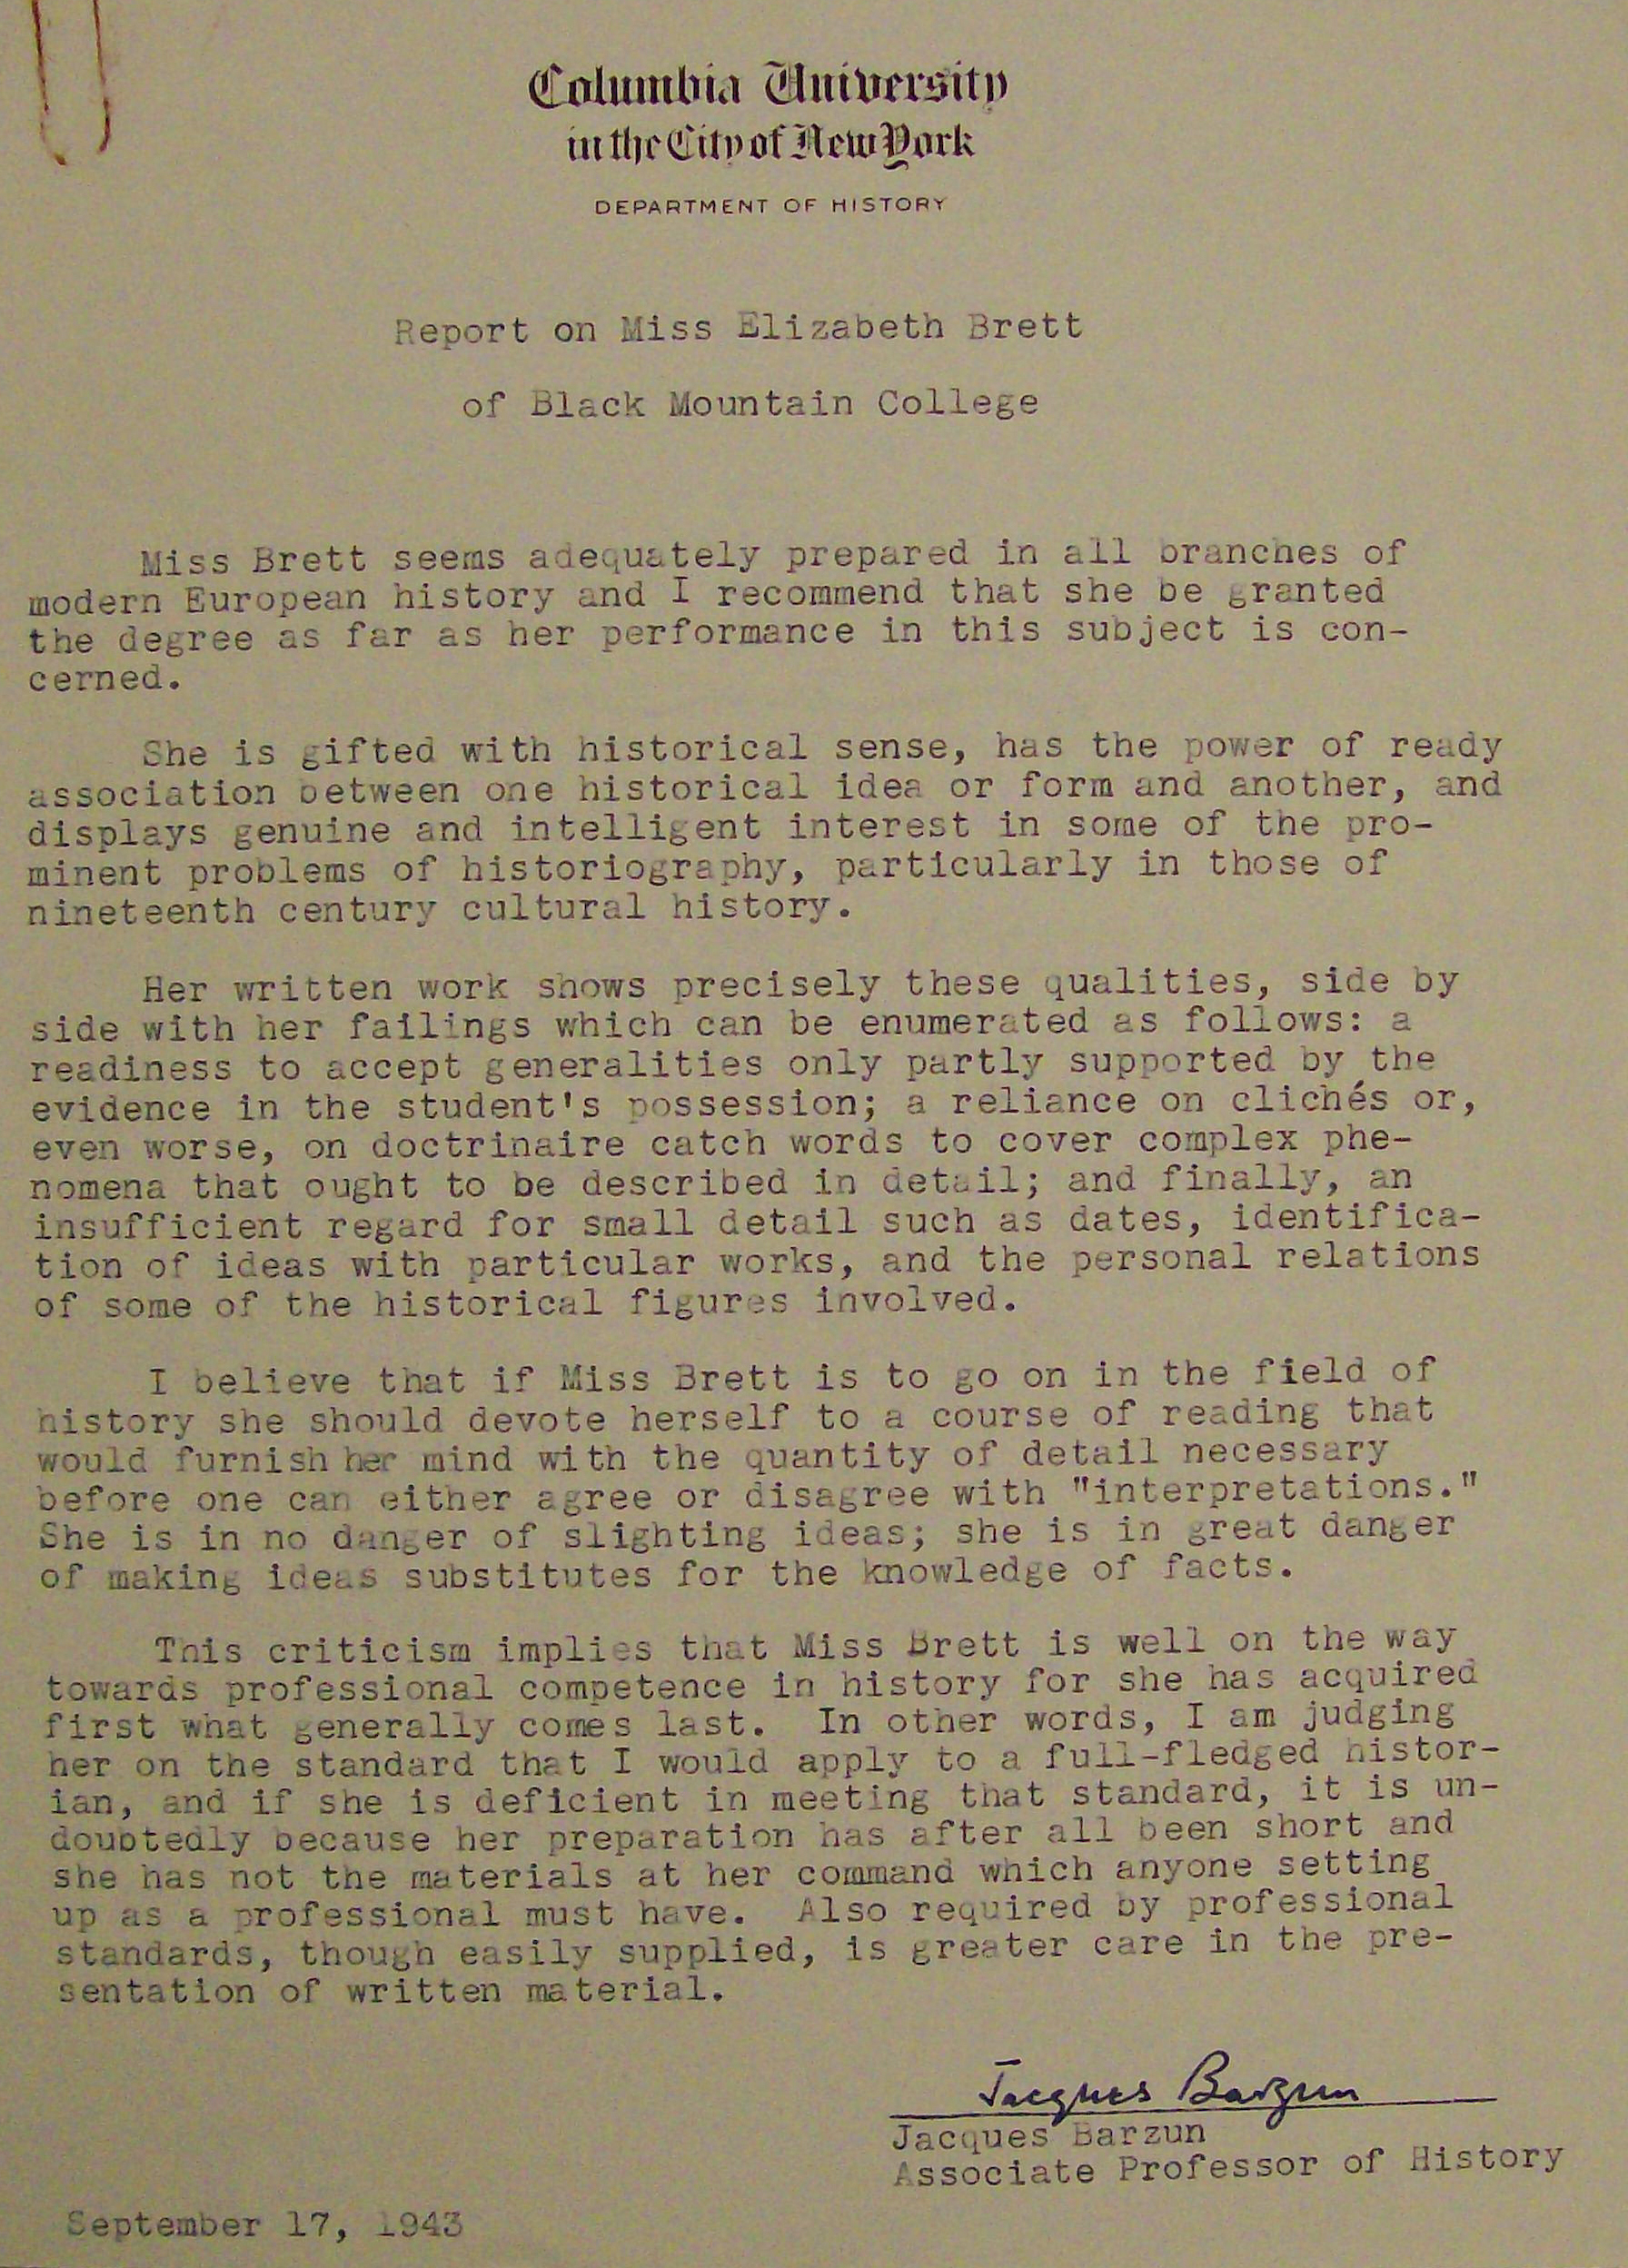 Columbia University
in the City of New York
DEPARTMENT OF HISTORY
Report on Miss Elizabeth Brett
of Black Mountain College
Miss Brett seems adequately prepared in all branches of
modern European history and I recommend that she be granted
the degree as far as her performance in this subject is con-
cerned.
She is gifted with historical sense, has the power of ready
association between one historical idea or form and another, and
displays genuine and intelligent interest in some of the pro-
minent problems of historiography, particularly in those of
nineteenth century cultural history.
Her written work shows precisely these qualities, side by
side with her failings which can be enumerated as follows: a
readiness to accept generalities only partly supported by the
evidence in the student's possession; a reliance on clichés or,
even worse, on doctrinaire catch words to cover complex phe-
nomena that ought to be described in detail; and finally, an
insufficient regard for small detail such as dates, identifica-
tion of ideas with particular works, and the personal relations
of some of the historical figures involved.
I believe that if Miss Brett is to go on in the field of
history she should devote herself to a course of reading that
would furnish her mind with the quantity of detail necessary
before one can either agree or disagree with "interpretations."
She is in no danger of slighting ideas; she is in great danger
of making ideas substitutes for the knowledge of facts.
This criticism implies that Miss Brett is well on the way
towards professional competence in history for she has acquired
first what generally comes last. In other words, I am judging
her on the standard that I would apply to a full-fledged histor-
ian, and if she is deficient in meeting that standard, it is un-
doubtedly because her preparation has after all been short and
she has not the materials at her command which anyone setting
up as a professional must have. Also required by professional
standards, though easily supplied, is greater care in the pre-
sentation of written material.
Jacques Barzun
Jacques Barzun
Associate Professor of History
September 17, 1943